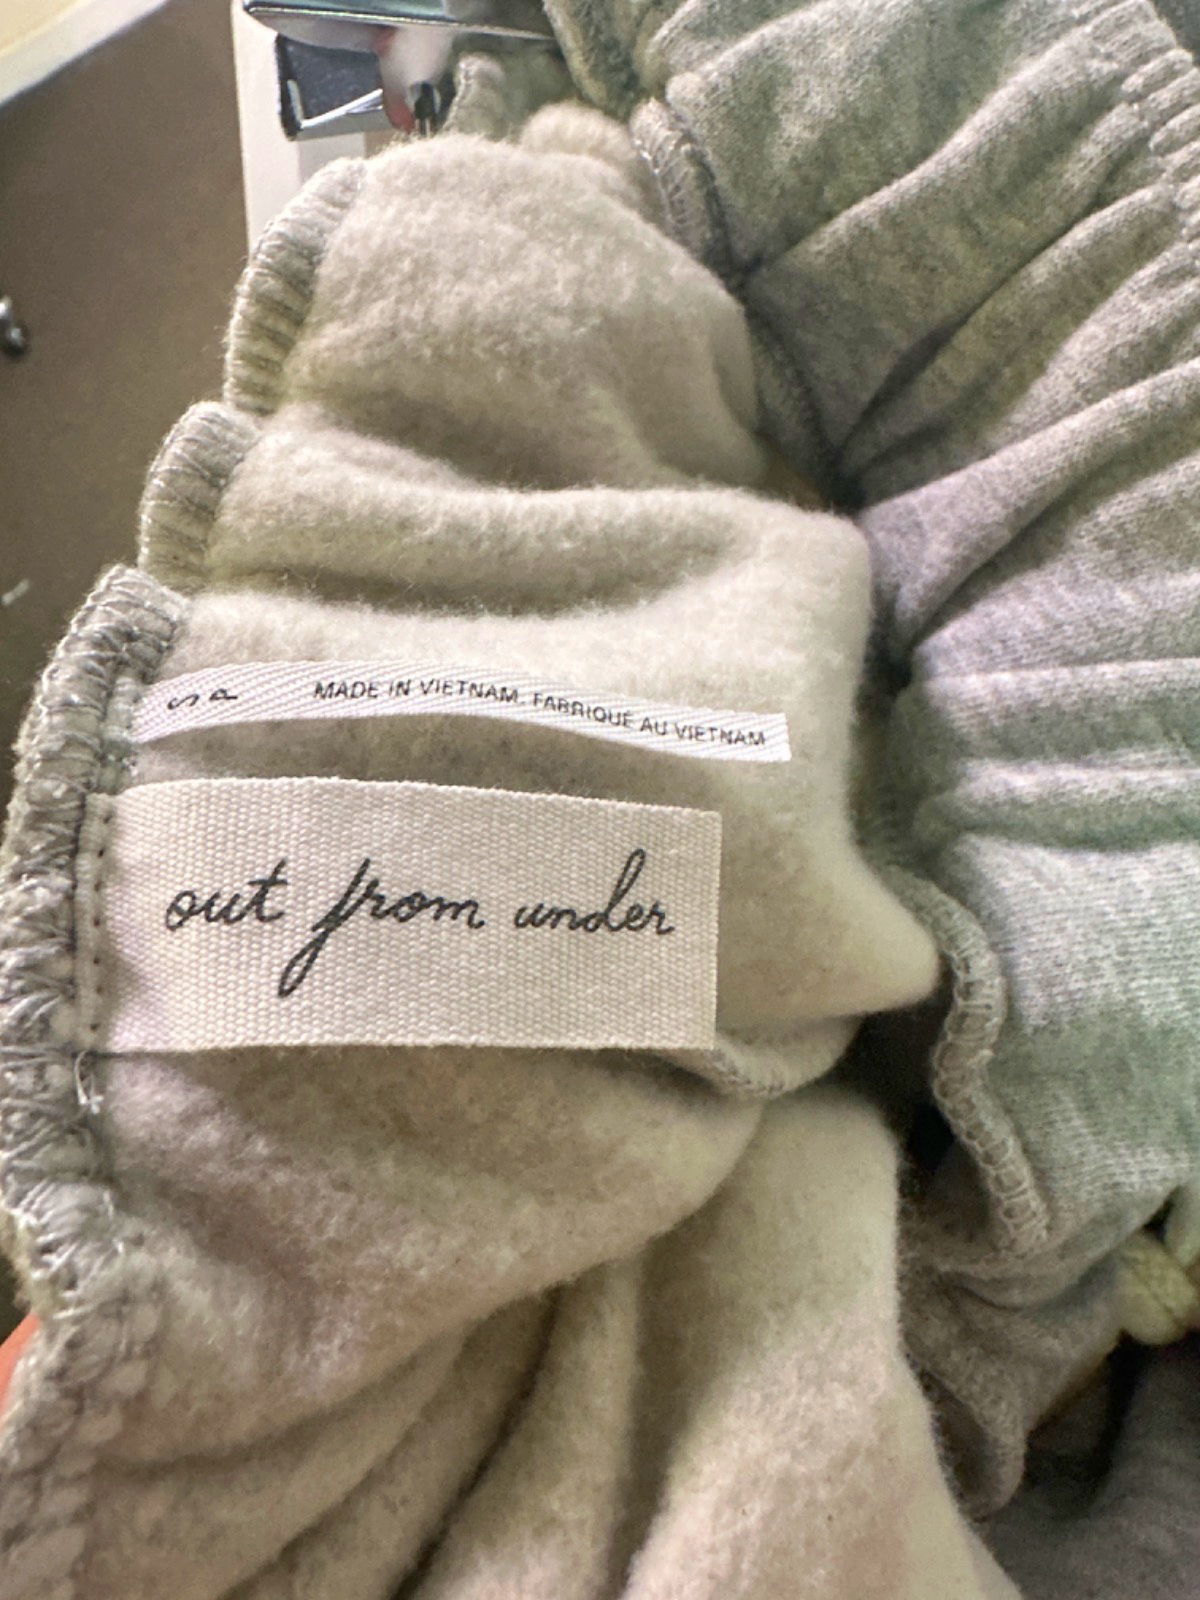 S P MADE IN VIETNAM. FABRIQUÉ AU VIETNAM
out from under